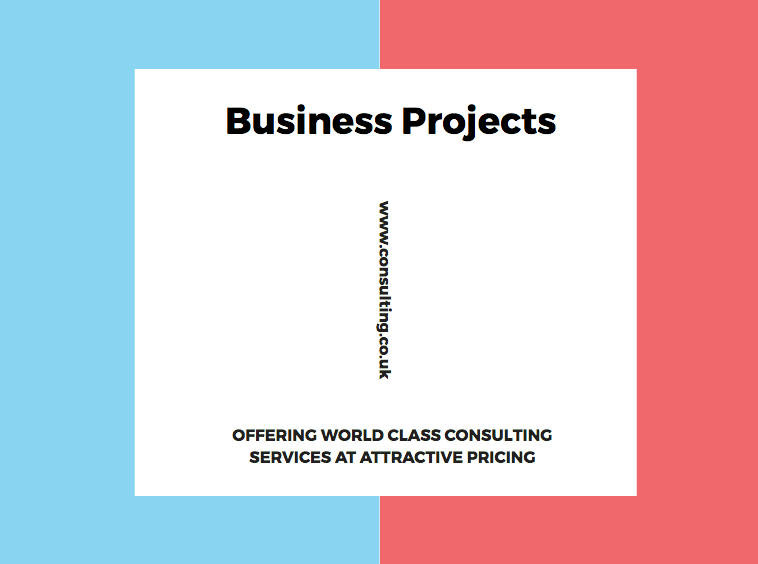 Business Projects
www.consulting.co.uk
OFFERING WORLD CLASS CONSULTING
SERVICES AT ATTRACTIVE PRICING